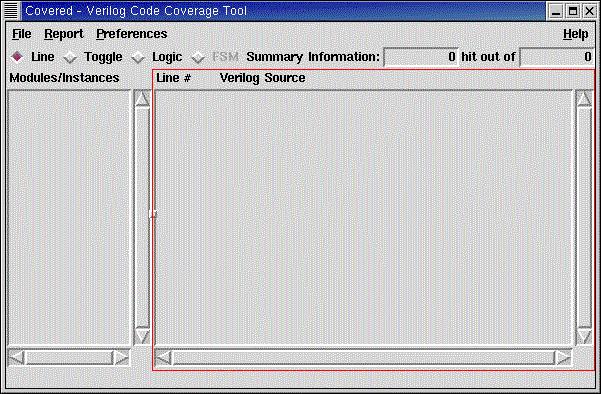 Covered - Verilog Code Coverage Tool
File Report Preferences Help
Line Toggle Logic FSM Summary Information: 0 hit out of 0
Modules/Instances Line # Verilog Source